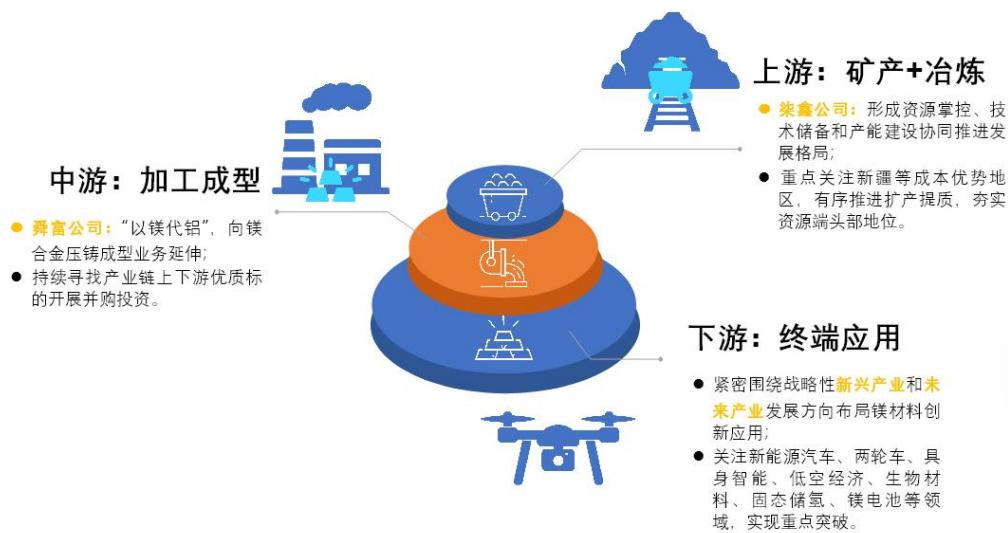 上游：矿产+冶炼
柒鑫公司：形成资源掌控、技
术储备和产能建设协同推进发
展格局；
重点关注新疆等成本优势地
区，有序推进扩产提质，夯实
资源端头部地位。
中游：加工成型
舜富公司：“以镁代铝”，向镁
合金压铸成型业务延伸；
持续寻找产业链上下游优质标
的开展并购投资。
下游：终端应用
紧密围绕战略性新兴产业和未
来产业发展方向布局镁材料创
新应用；
关注新能源汽车、两轮车、具
身智能、低空经济、生物材
料、固态储氢、镁电池等领
域，实现重点突破。